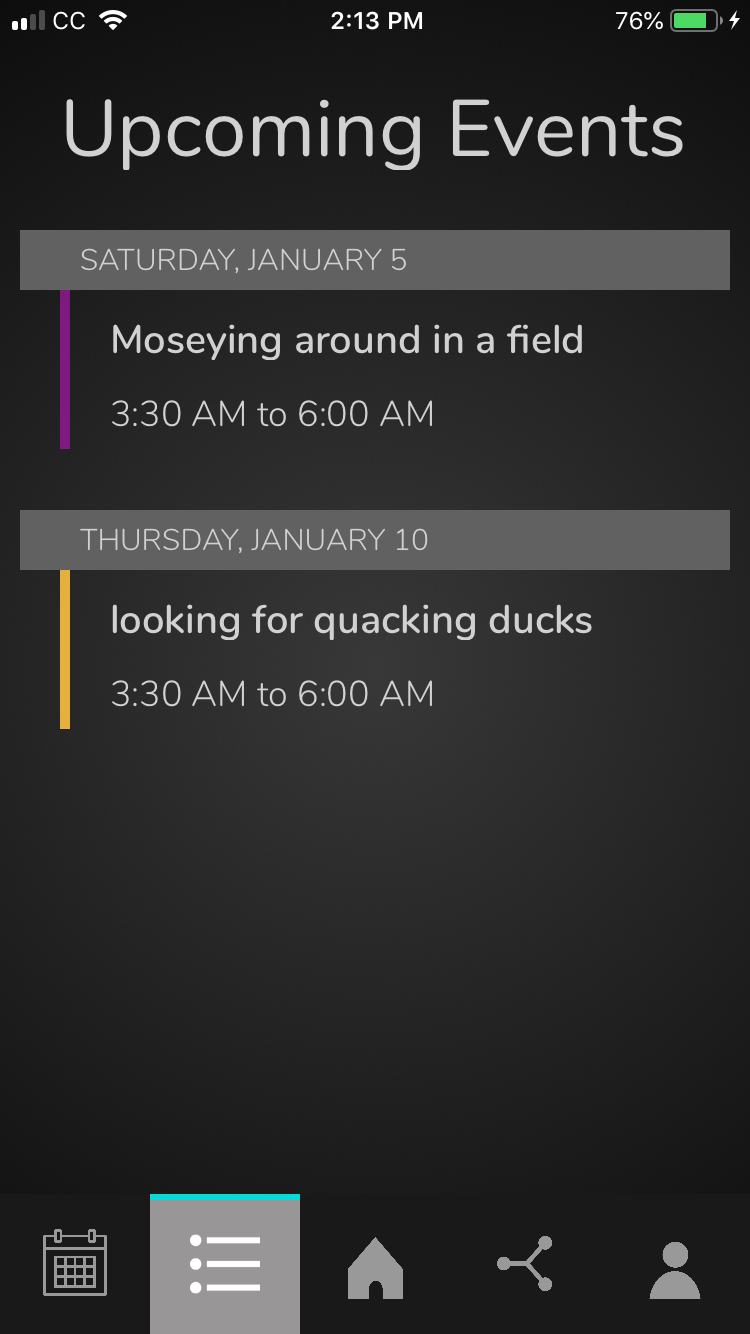 CC 2:13 PM 76%
Upcoming Events
SATURDAY, JANUARY 5
Moseying around in a field
3:30 AM to 6:00 AM
THURSDAY, JANUARY 10
looking for quacking ducks
3:30 AM to 6:00 AM